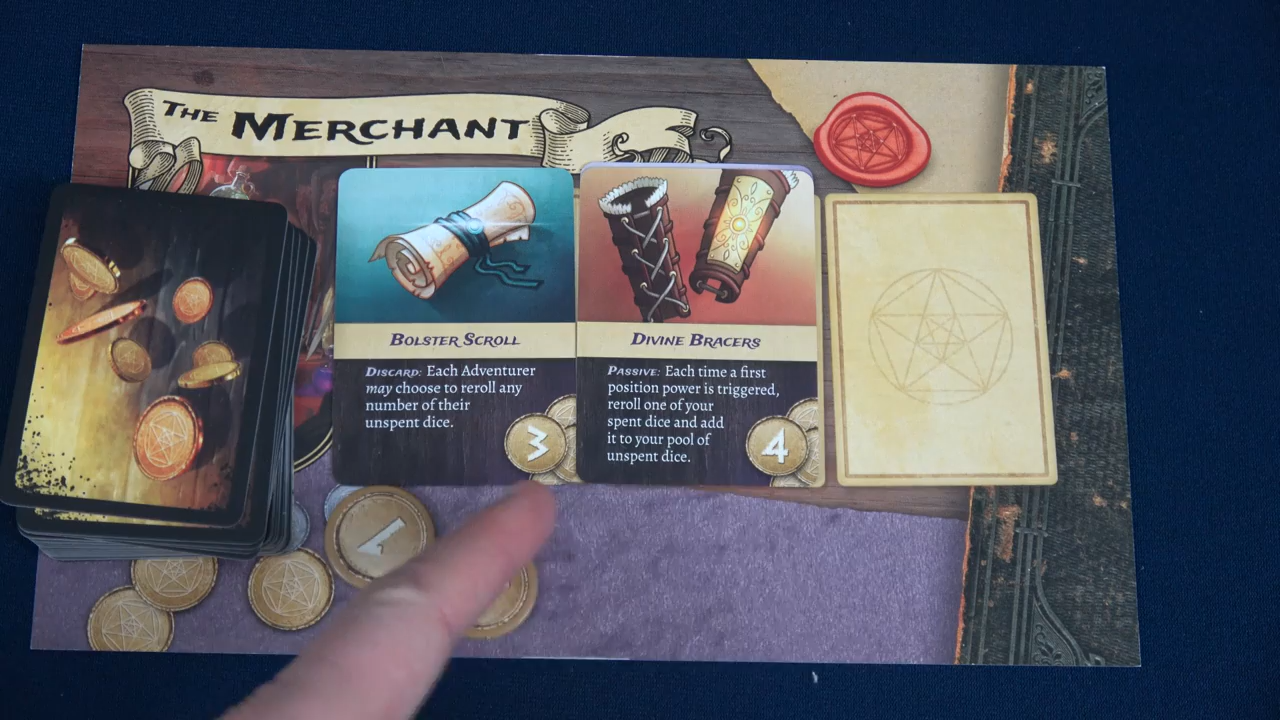 THE MERCHANT
BOLSTER SCROLL
DISCARD: Each Adventurer
may choose to reroll any
number of their
unspent dice.
3
DIVINE BRACERS
PASSIVE: Each time a first
position power is triggered,
reroll one of your
spent dice and add
it to your pool of
unspent dice.
4
1